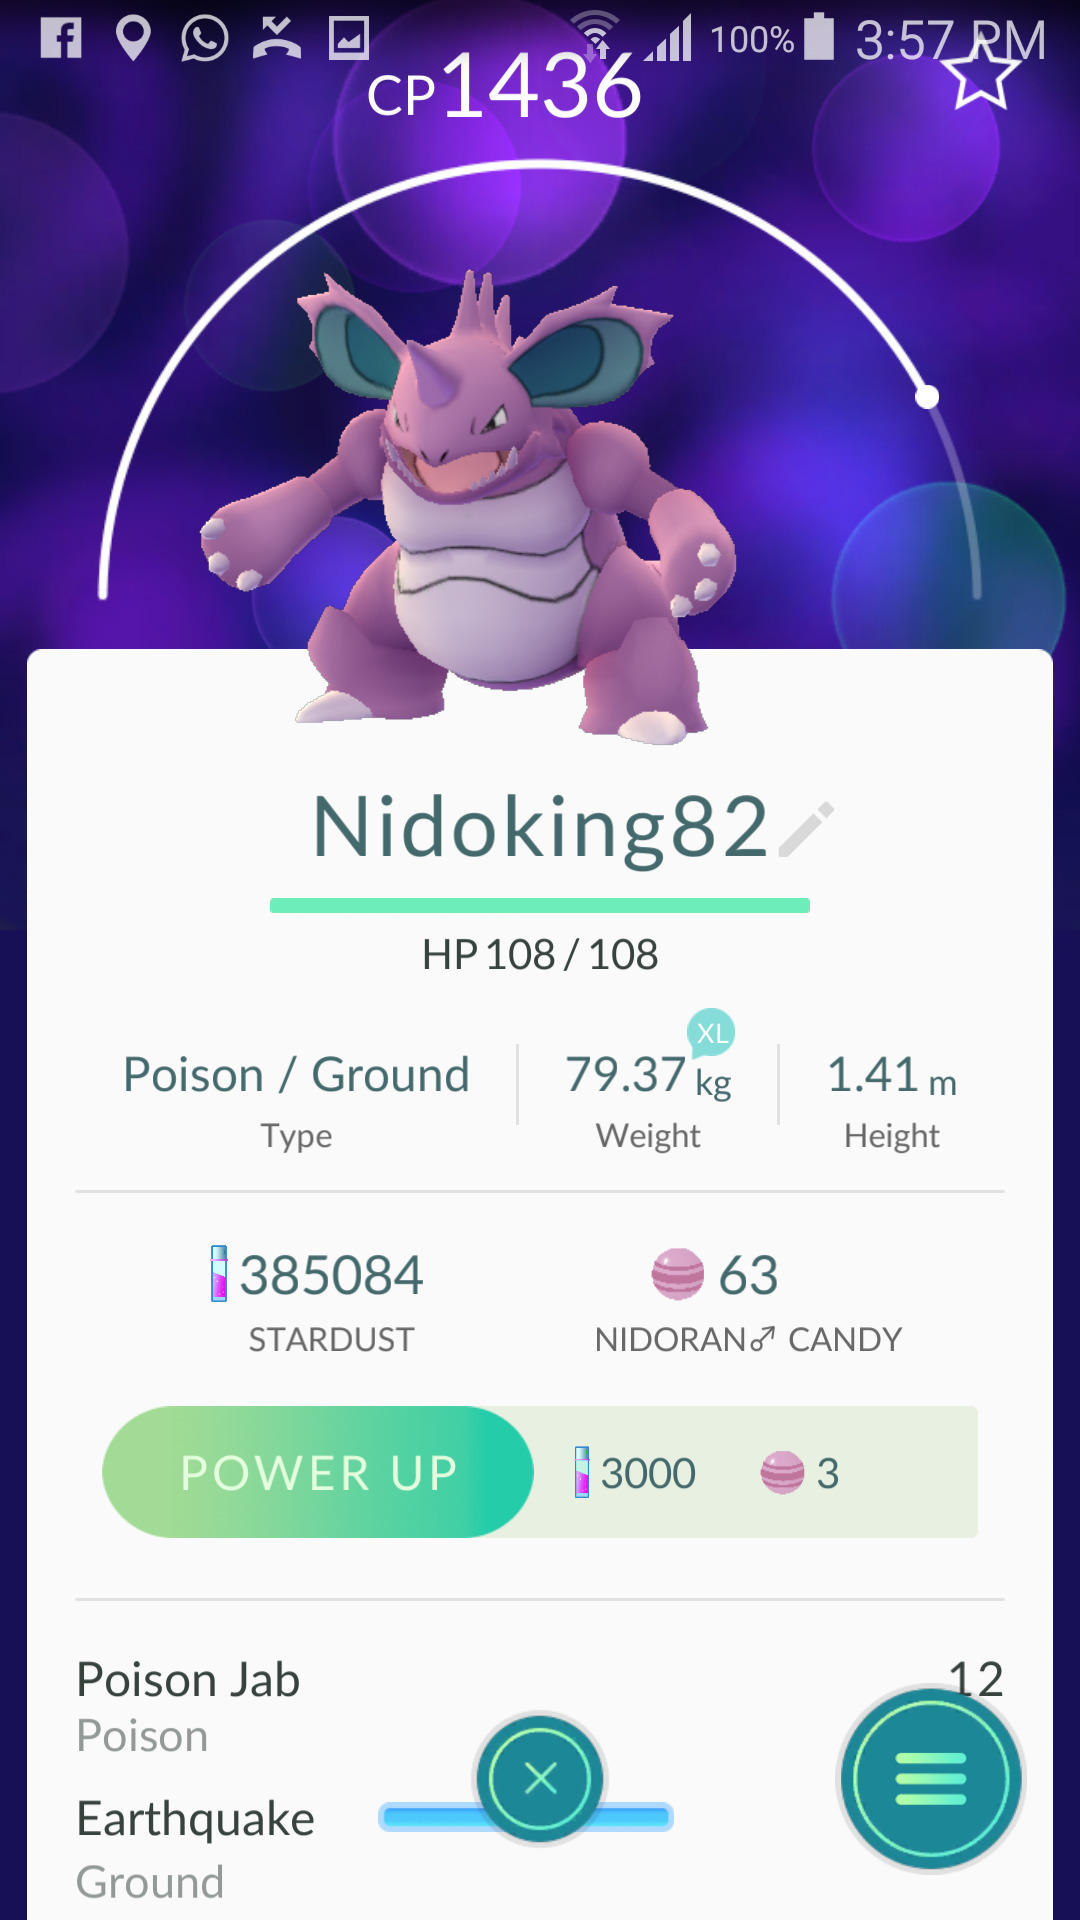 100% 3:57 PM
CP1436
Nidoking82
HP 108 / 108
XL
Poison / Ground 79.37 kg 1.41 m
Type Weight Height
385084 63
STARDUST NIDORAN♂ CANDY
POWER UP 3000 3
Poison Jab 12
Poison
Earthquake
Ground